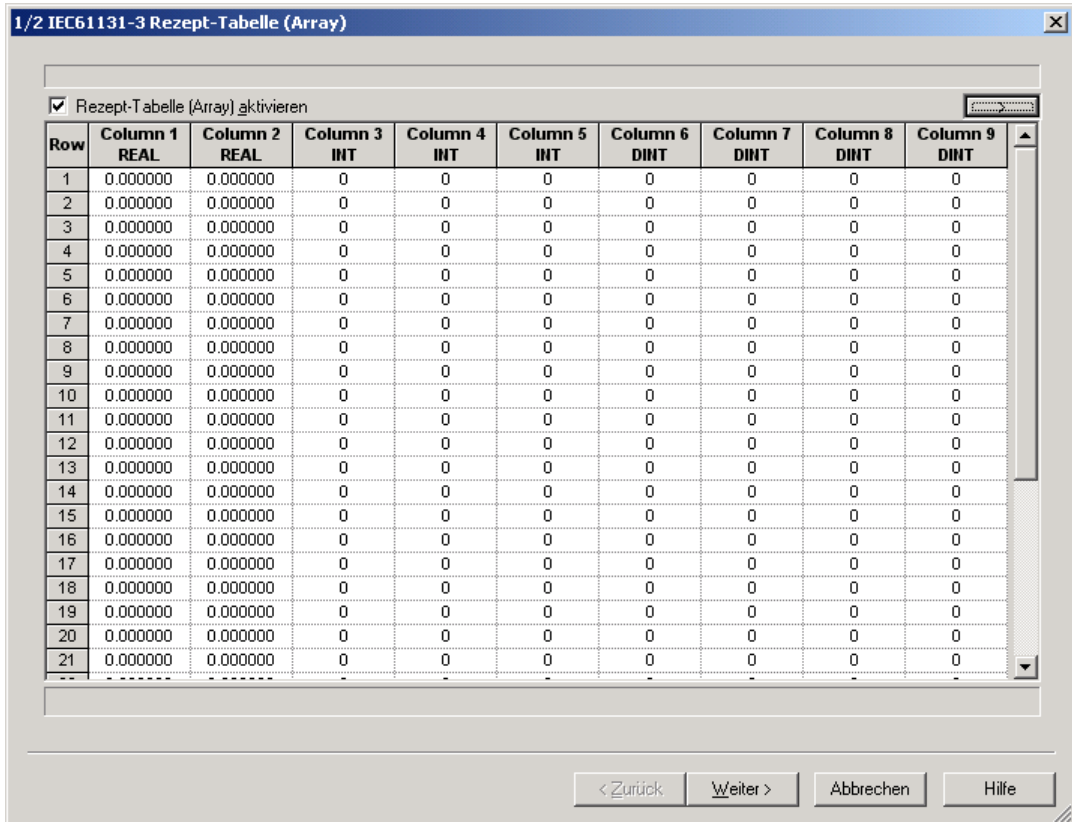 1/2 IEC61131-3 Rezept-Tabelle (Array)
Rezept-Tabelle (Array) aktivieren
>
Row Column 1 Column 2 Column 3 Column 4 Column 5 Column 6 Column 7 Column 8 Column 9
REAL REAL INT INT INT DINT DINT DINT DINT
1 0.000000 0.000000 0 0 0 0 0 0 0
2 0.000000 0.000000 0 0 0 0 0 0 0
3 0.000000 0.000000 0 0 0 0 0 0 0
4 0.000000 0.000000 0 0 0 0 0 0 0
5 0.000000 0.000000 0 0 0 0 0 0 0
6 0.000000 0.000000 0 0 0 0 0 0 0
7 0.000000 0.000000 0 0 0 0 0 0 0
8 0.000000 0.000000 0 0 0 0 0 0 0
9 0.000000 0.000000 0 0 0 0 0 0 0
10 0.000000 0.000000 0 0 0 0 0 0 0
11 0.000000 0.000000 0 0 0 0 0 0 0
12 0.000000 0.000000 0 0 0 0 0 0 0
13 0.000000 0.000000 0 0 0 0 0 0 0
14 0.000000 0.000000 0 0 0 0 0 0 0
15 0.000000 0.000000 0 0 0 0 0 0 0
16 0.000000 0.000000 0 0 0 0 0 0 0
17 0.000000 0.000000 0 0 0 0 0 0 0
18 0.000000 0.000000 0 0 0 0 0 0 0
19 0.000000 0.000000 0 0 0 0 0 0 0
20 0.000000 0.000000 0 0 0 0 0 0 0
21 0.000000 0.000000 0 0 0 0 0 0 0
< Zurück Weiter > Abbrechen Hilfe